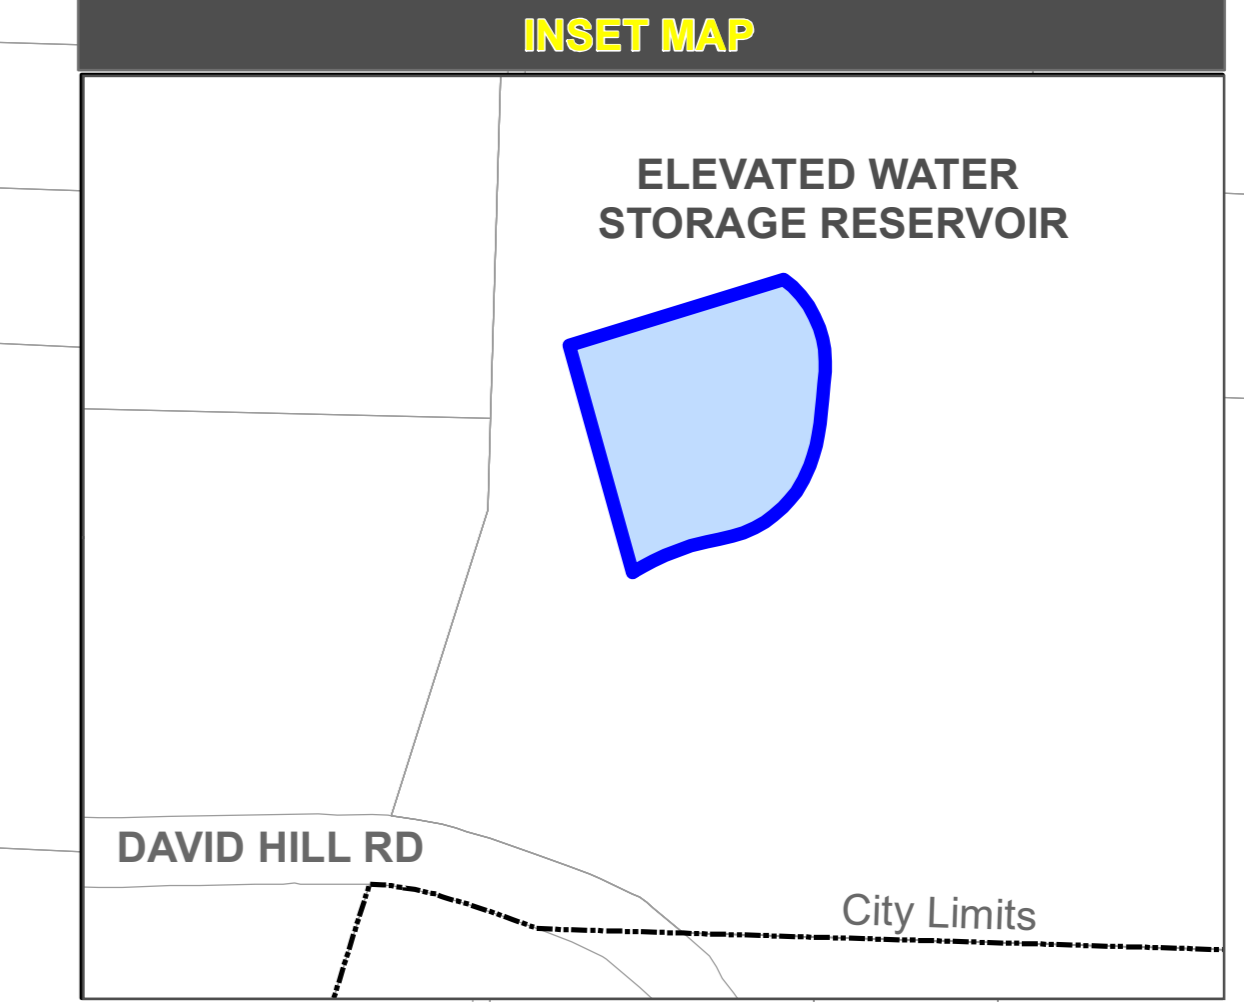 INSET MAP
ELEVATED WATER
STORAGE RESERVOIR
DAVID HILL RD
City Limits